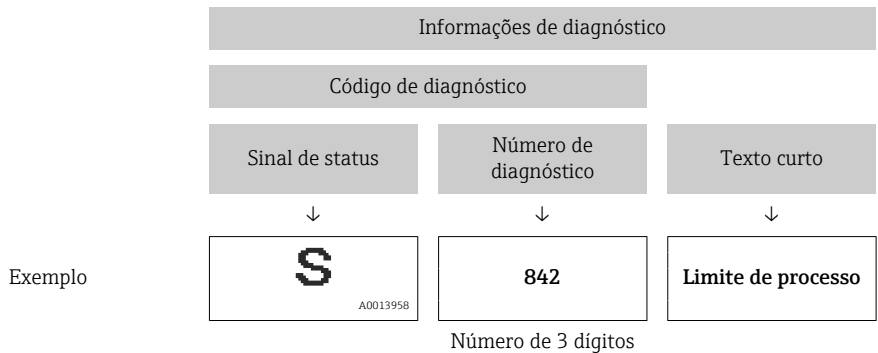 Informações de diagnóstico
Código de diagnóstico
Sinal de status
Número de
diagnóstico
Texto curto
↓ ↓ ↓
Exemplo
S
A0013958
842
Limite de processo
Número de 3 dígitos